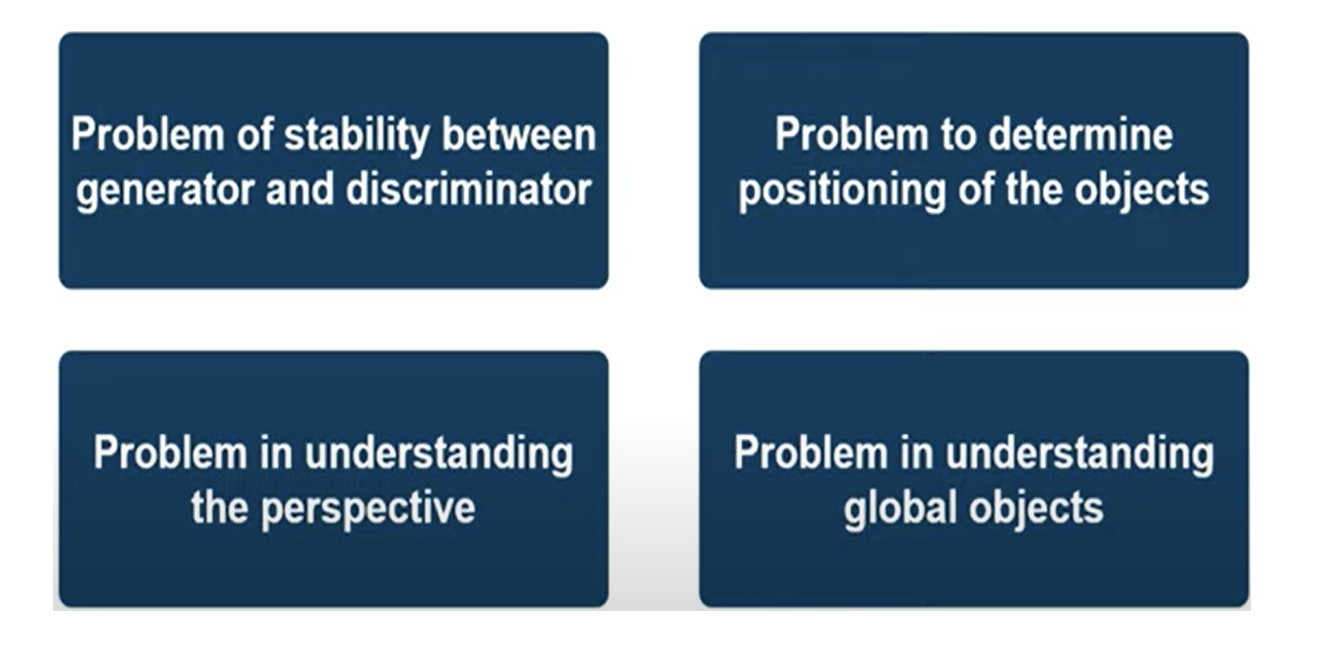 Problem of stability between
generator and discriminator
Problem to determine
positioning of the objects
Problem in understanding
the perspective
Problem in understanding
global objects